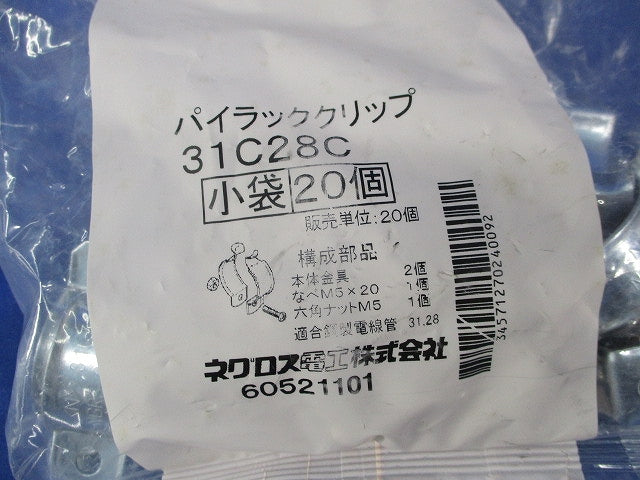 パイラッククリップ
31C28C
小袋 20個
販売単位:20個
構成部品
本体金具 2個
なべM5×20 1個
六角ナットM5 1個
適合鋼製電線管 31.28
ネグロス電工株式会社
60521101
34571270240092